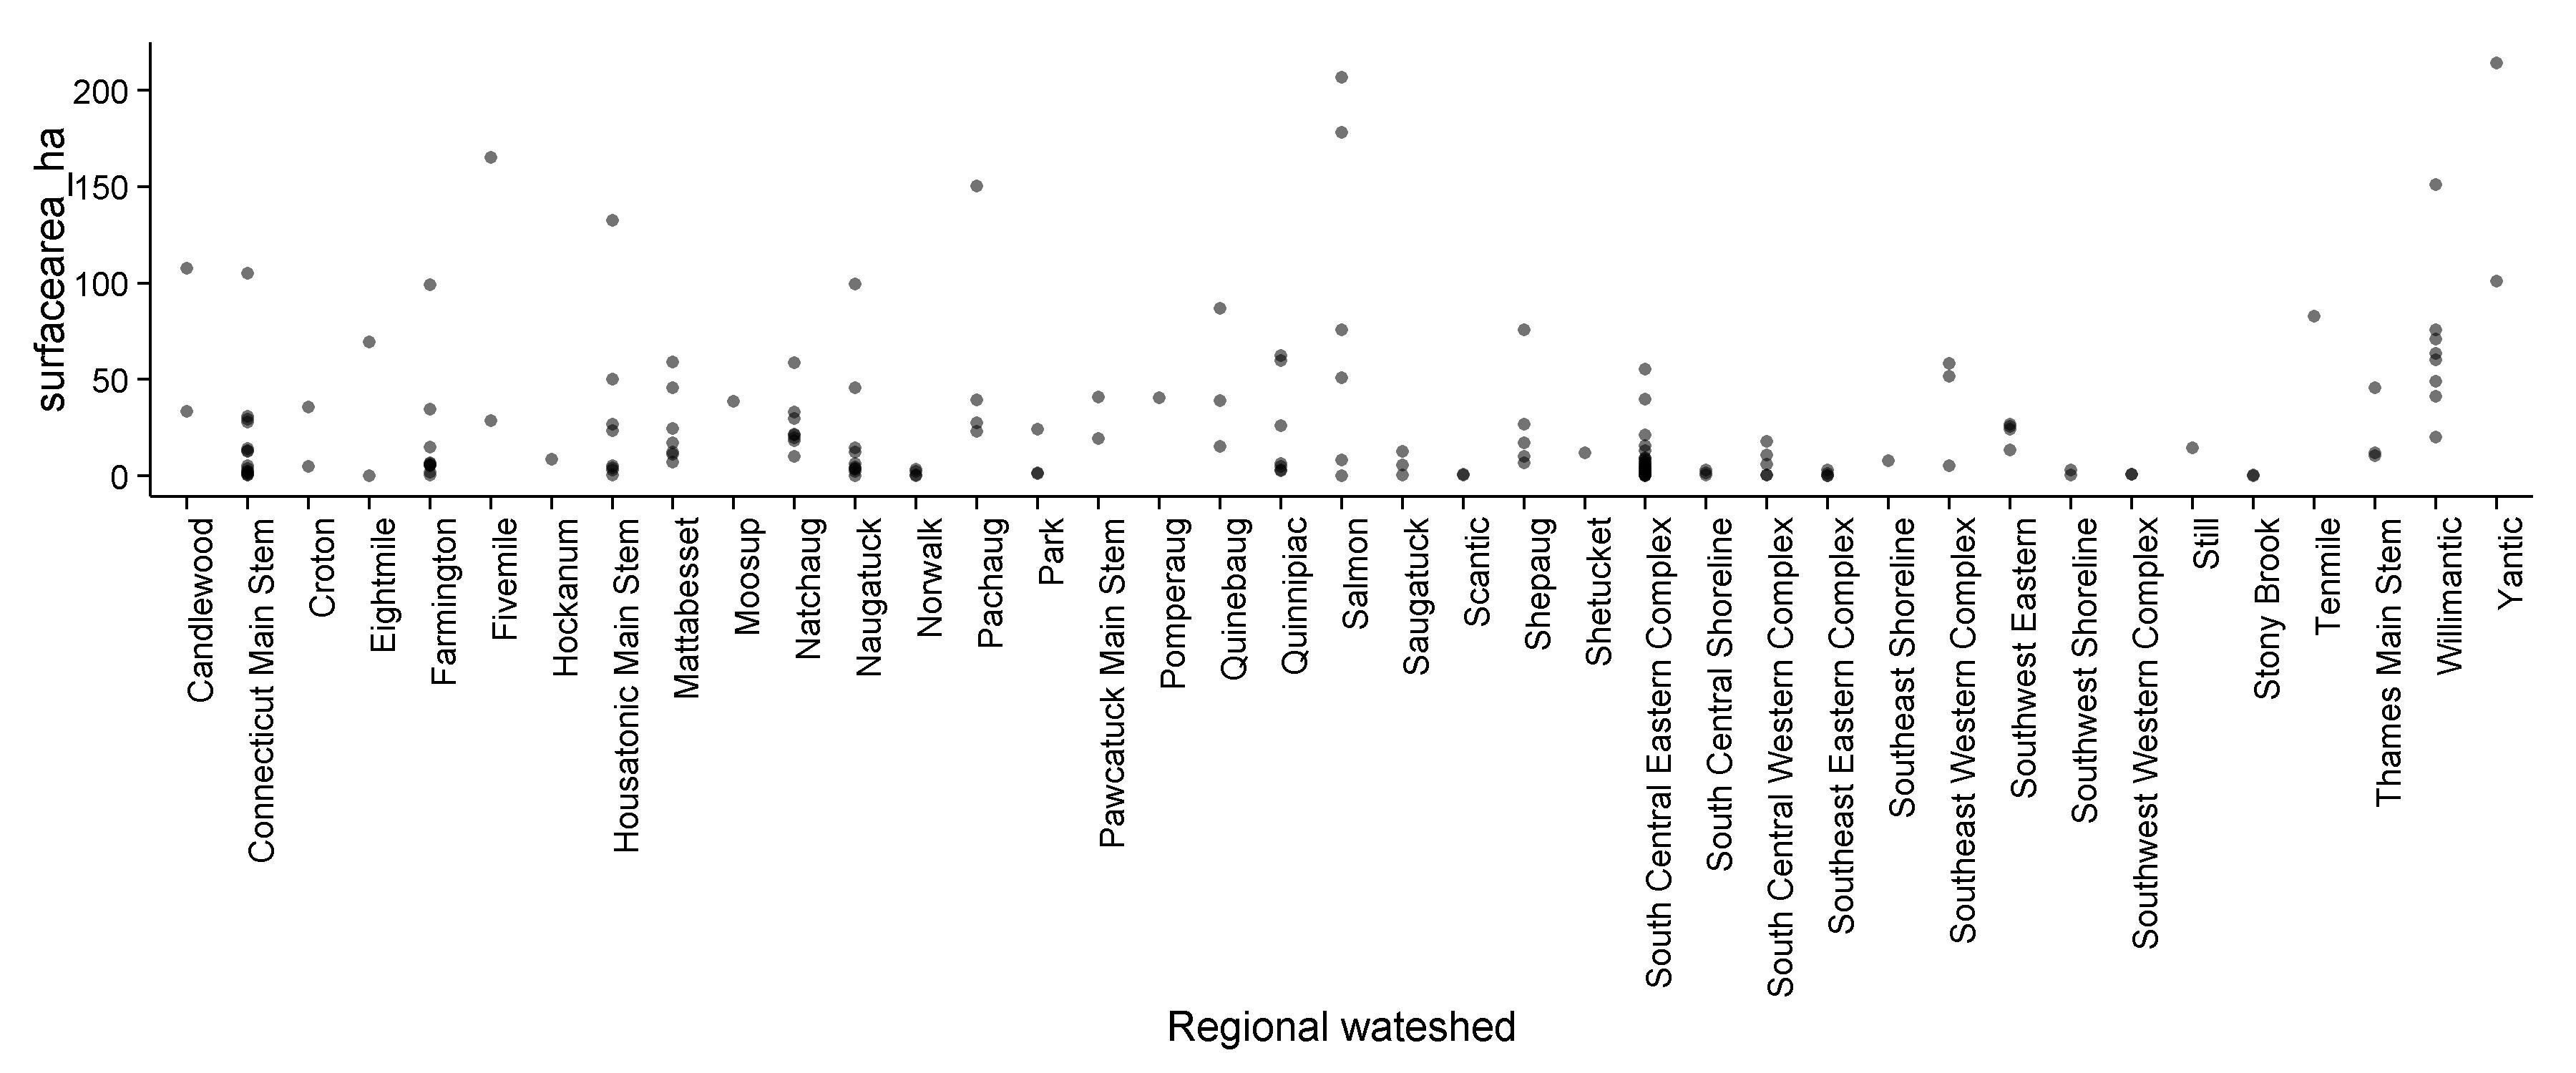 surfacearea_ha
200
150
100
50
0
Candlewood
Connecticut Main Stem
Croton
Eightmile
Farmington
Fivemile
Hockanum
Housatonic Main Stem
Mattabesset
Moosup
Natchaug
Naugatuck
Norwalk
Pachaug
Park
Pawcatuck Main Stem
Pomperaug
Quinebaug
Quinnipiac
Salmon
Saugatuck
Scantic
Shepaug
Shetucket
South Central Eastern Complex
South Central Shoreline
South Central Western Complex
Southeast Eastern Complex
Southeast Shoreline
Southeast Western Complex
Southwest Eastern
Southwest Shoreline
Southwest Western Complex
Still
Stony Brook
Tenmile
Thames Main Stem
Willimantic
Yantic
Regional wateshed